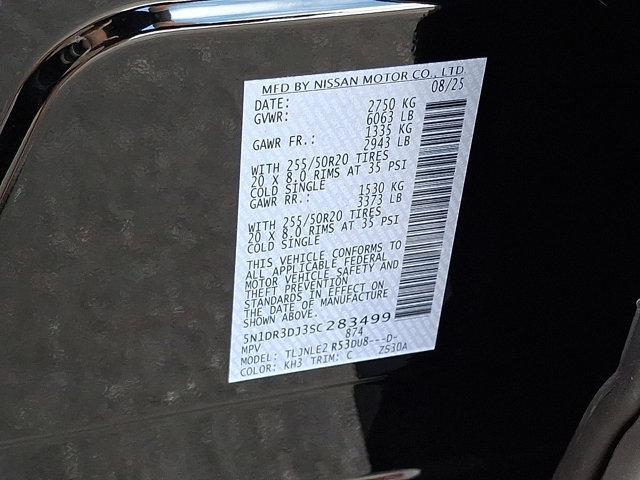 MFD BY NISSAN MOTOR CO., LTD.
DATE: 08/25
GVWR: 2750 KG
6063 LB
GAWR FR.: 1335 KG
2943 LB
WITH 255/50R20 TIRES
20 X 8.0 RIMS AT 35 PSI
COLD SINGLE
GAWR RR.: 1530 KG
3373 LB
WITH 255/50R20 TIRES
20 X 8.0 RIMS AT 35 PSI
COLD SINGLE
THIS VEHICLE CONFORMS TO
ALL APPLICABLE FEDERAL
MOTOR VEHICLE SAFETY AND
THEFT PREVENTION
STANDARDS IN EFFECT ON
THE DATE OF MANUFACTURE
SHOWN ABOVE.
5N1DR3DJ3SC283499
MPV 874
MODEL: TLJNLE2 R53DU8---D-
COLOR: KH3 TRIM: C ZS30A